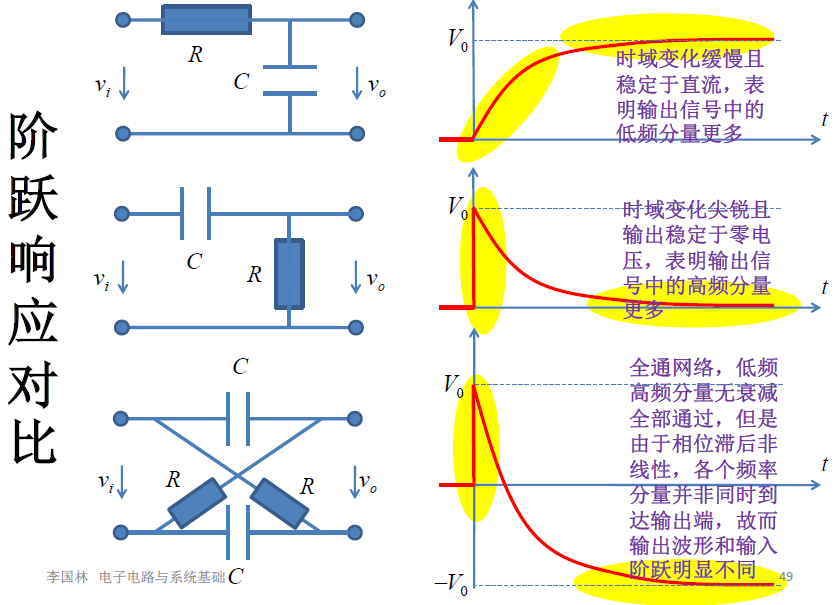 阶跃响应对比
R
C
v_i
v_o
V_0
t
时域变化缓慢且
稳定于直流，表
明输出信号中的
低频分量更多
C
R
v_i
v_o
V_0
t
时域变化尖锐且
输出稳定于零电
压，表明输出信
号中的高频分量
更多
C
R
R
C
v_i
v_o
V_0
−V_0
t
全通网络，低频
高频分量无衰减
全部通过，但是
由于相位滞后非
线性，各个频率
分量并非同时到
达输出端，故而
输出波形和输入
阶跃明显不同
李国林 电子电路与系统基础
49